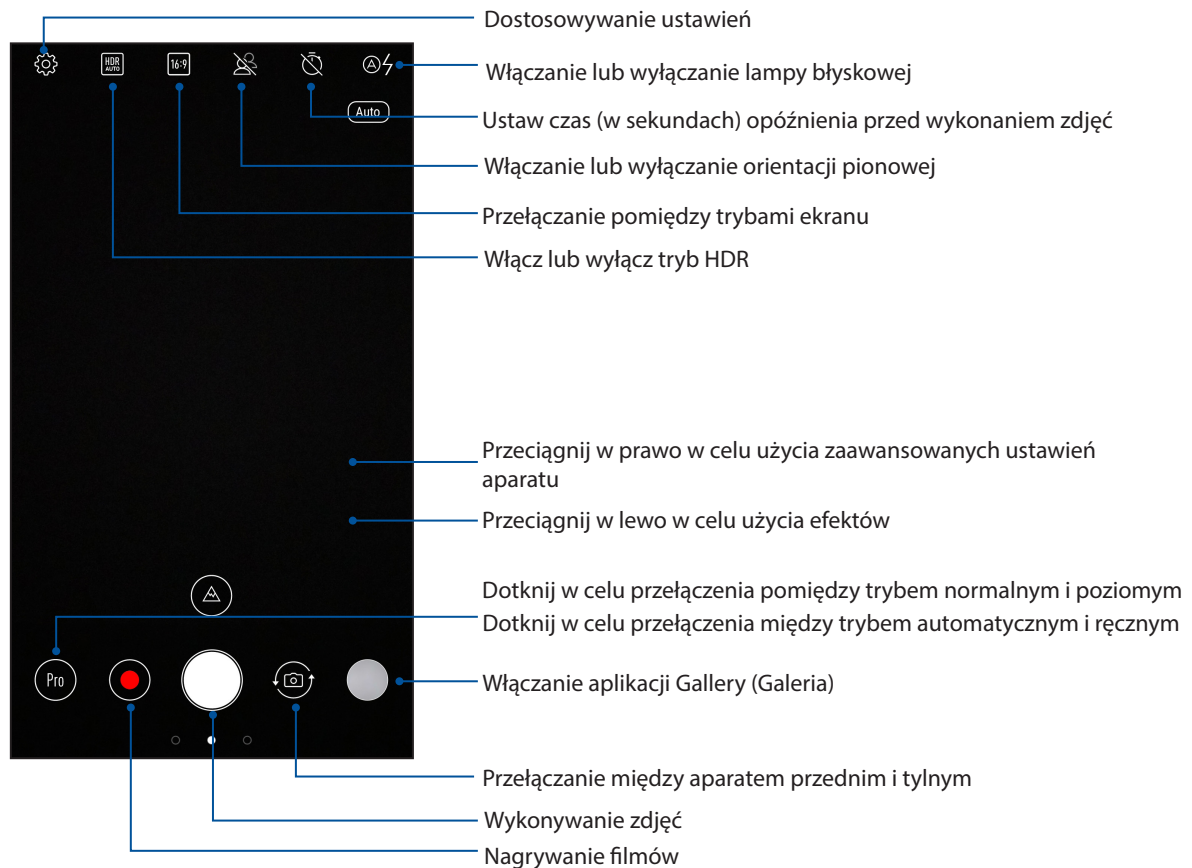 Dostosowywanie ustawień
HDR
AUTO
16:9
A
Włączanie lub wyłączanie lampy błyskowej
Auto
Ustaw czas (w sekundach) opóźnienia przed wykonaniem zdjęć
Włączanie lub wyłączanie orientacji pionowej
Przełączanie pomiędzy trybami ekranu
Włącz lub wyłącz tryb HDR
Przeciągnij w prawo w celu użycia zaawansowanych ustawień
aparatu
Przeciągnij w lewo w celu użycia efektów
Dotknij w celu przełączenia pomiędzy trybem normalnym i poziomym
Dotknij w celu przełączenia między trybem automatycznym i ręcznym
Pro
Włączanie aplikacji Gallery (Galeria)
Przełączanie między aparatem przednim i tylnym
Wykonywanie zdjęć
Nagrywanie filmów